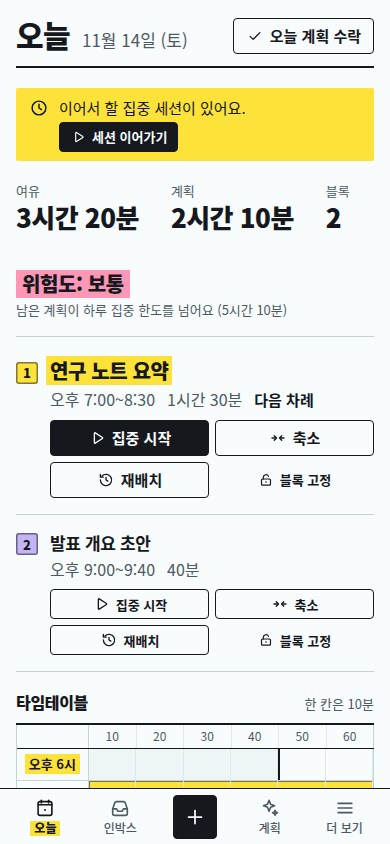 오늘 11월 14일 (토) 오늘 계획 수락
이어서 할 집중 세션이 있어요.
세션 이어가기
여유 계획 블록
3시간 20분 2시간 10분 2
위험도: 보통
남은 계획이 하루 집중 한도를 넘어요 (5시간 10분)
1 연구 노트 요약
오후 7:00~8:30 1시간 30분 다음 차례
집중 시작 축소
재배치 블록 고정
2 발표 개요 초안
오후 9:00~9:40 40분
집중 시작 축소
재배치 블록 고정
타임테이블 한 칸은 10분
10 20 30 40 50 60
오후 6시
오늘 인박스 계획 더 보기